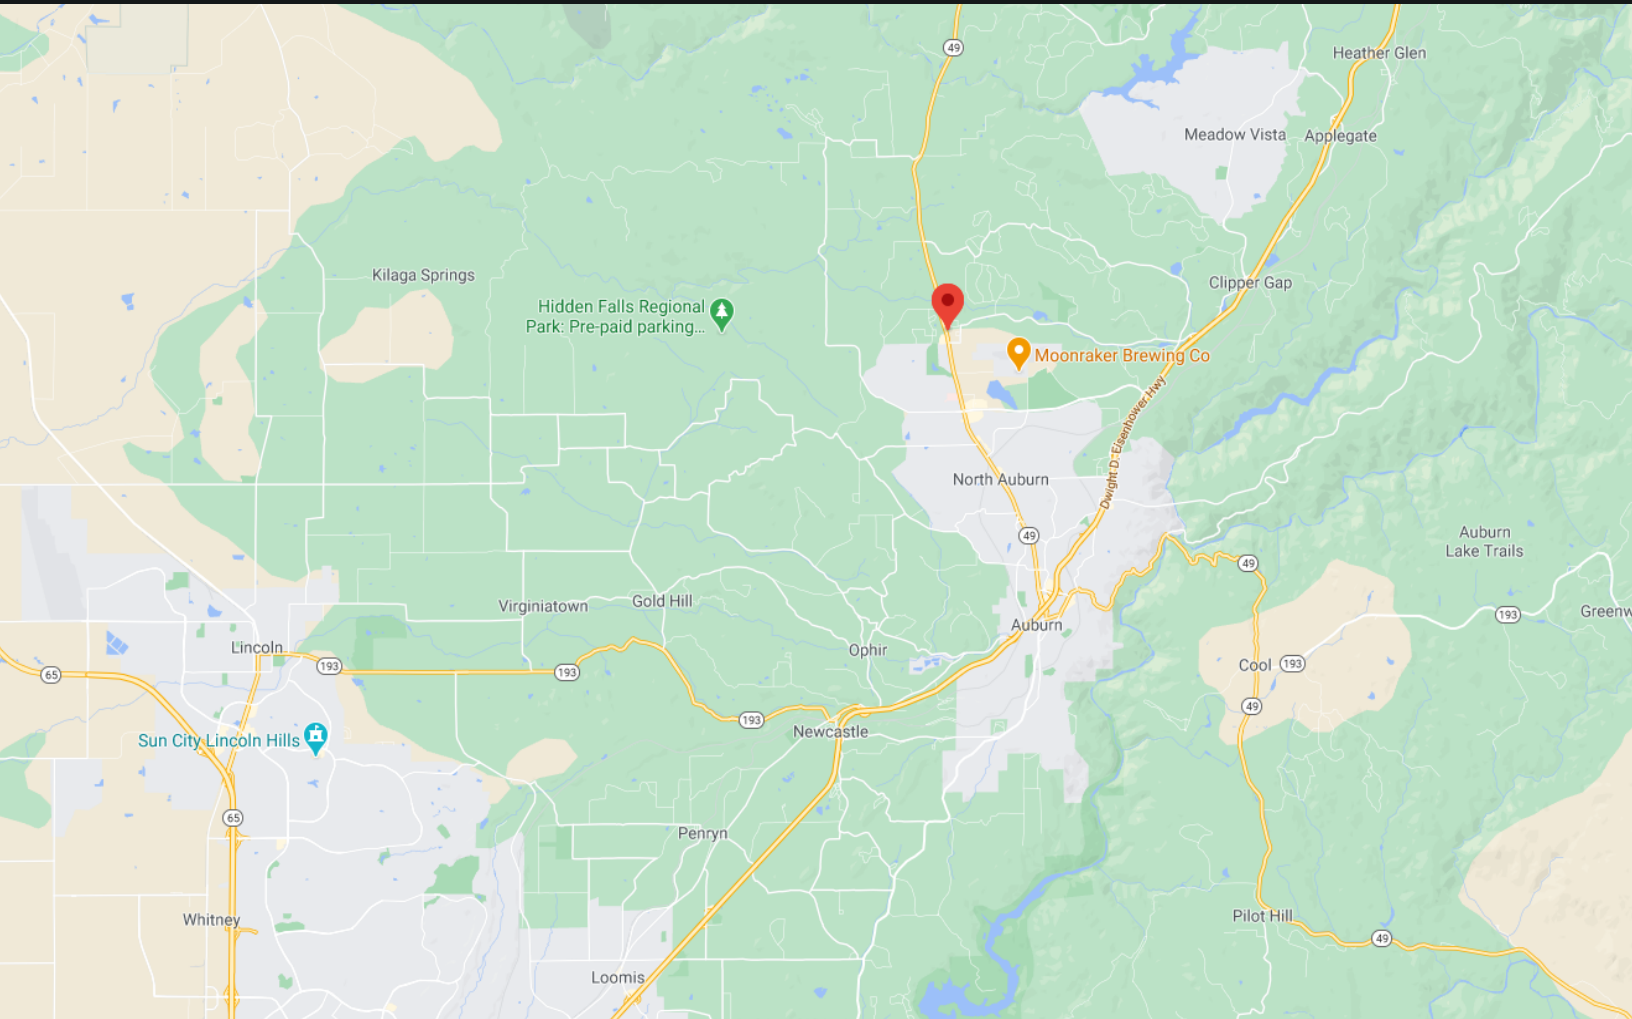 49
Heather Glen
Meadow Vista
Applegate
Kilaga Springs
Clipper Gap
Hidden Falls Regional
Park: Pre-paid parking...
Moonraker Brewing Co
Dwight D. Eisenhower Hwy
North Auburn
49
Auburn
Lake Trails
49
Virginiatown
Gold Hill
193
Greenw
Auburn
Lincoln
Ophir
193
65
193
Cool
193
49
193
Newcastle
Sun City Lincoln Hills
65
Penryn
Whitney
Pilot Hill
49
Loomis